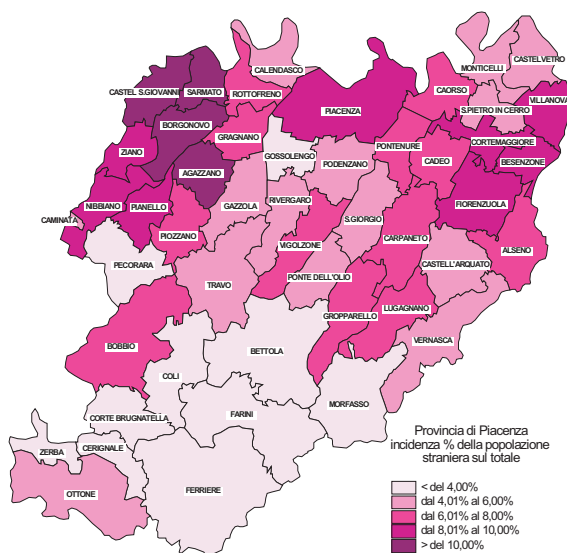 CASTELVETRO
MONTICELLI
CALENDASCO
CASTEL S.GIOVANNI
SARMATO
ROTTOFRENO
CAORSO
VILLANOVA
S.PIETRO IN CERRO
PIACENZA
BORGONOVO
GRAGNANO
CORTEMAGGIORE
ZIANO
GOSSOLENGO
PONTENURE
CADEO
BESENZONE
PODENZANO
AGAZZANO
NIBBIANO
PIANELLO
GAZZOLA
RIVERGARO
FIORENZUOLA
CAMINATA
S.GIORGIO
PIOZZANO
VIGOLZONE
CARPANETO
ALSENO
PECORARA
CASTELL'ARQUATO
TRAVO
PONTE DELL'OLIO
LUGAGNANO
GROPPARELLO
VERNASCA
BOBBIO
BETTOLA
COLI
MORFASSO
CORTE BRUGNATELLA
FARINI
ZERBA
CERIGNALE
FERRIERE
OTTONE
Provincia di Piacenza
incidenza % della popolazione
straniera sul totale
< del 4,00%
dal 4,01% al 6,00%
dal 6,01% al 8,00%
dal 8,01% al 10,00%
> del 10,00%